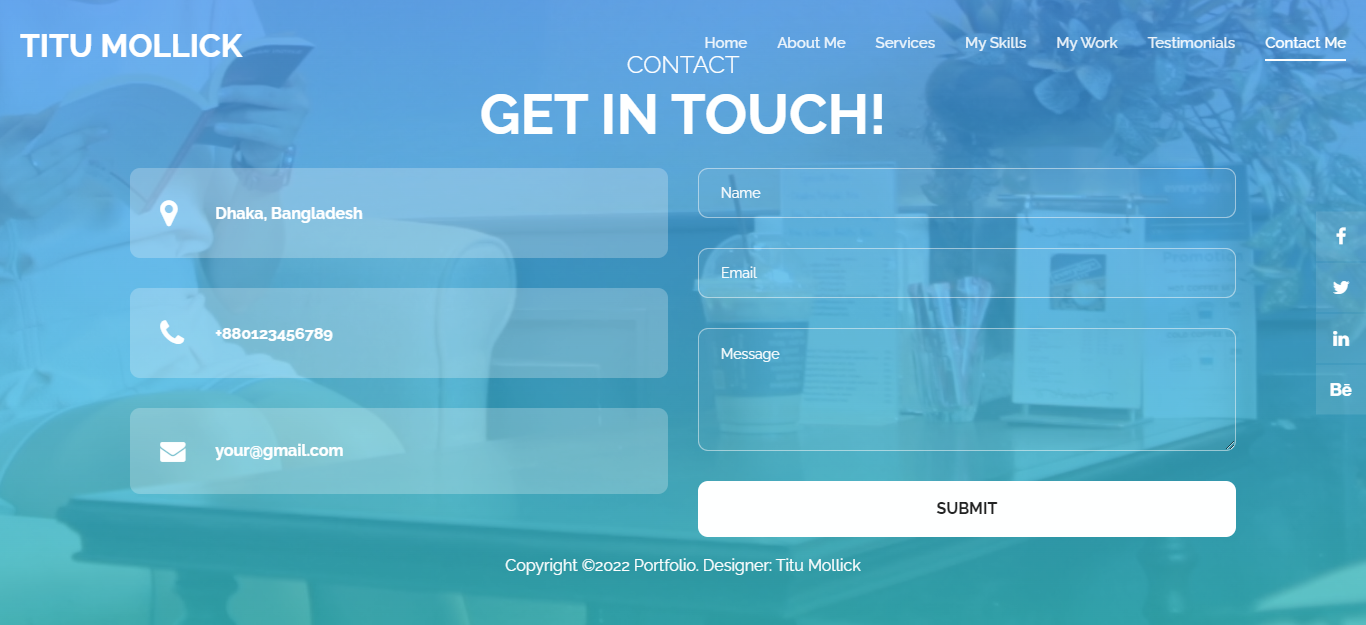 TITU MOLLICK
Home About Me Services My Skills My Work Testimonials Contact Me
CONTACT
GET IN TOUCH!
Dhaka, Bangladesh
+880123456789
your@gmail.com
Name
Email
Message
SUBMIT
Bē
Copyright ©2022 Portfolio. Designer: Titu Mollick